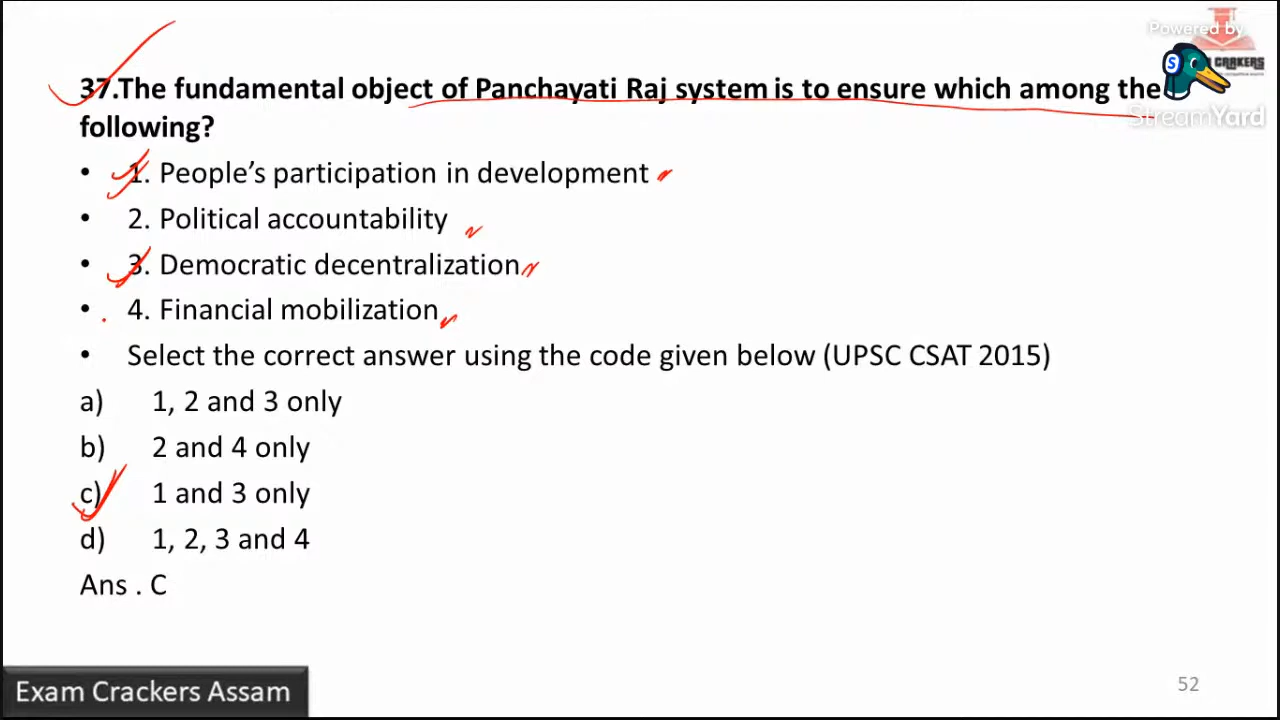 Powered by
CRAKERS
StreamYard
37.The fundamental object of Panchayati Raj system is to ensure which among the
following?
• 1. People’s participation in development
• 2. Political accountability
• 3. Democratic decentralization
• 4. Financial mobilization
• Select the correct answer using the code given below (UPSC CSAT 2015)
a) 1, 2 and 3 only
b) 2 and 4 only
c) 1 and 3 only
d) 1, 2, 3 and 4
Ans . C
Exam Crackers Assam
52